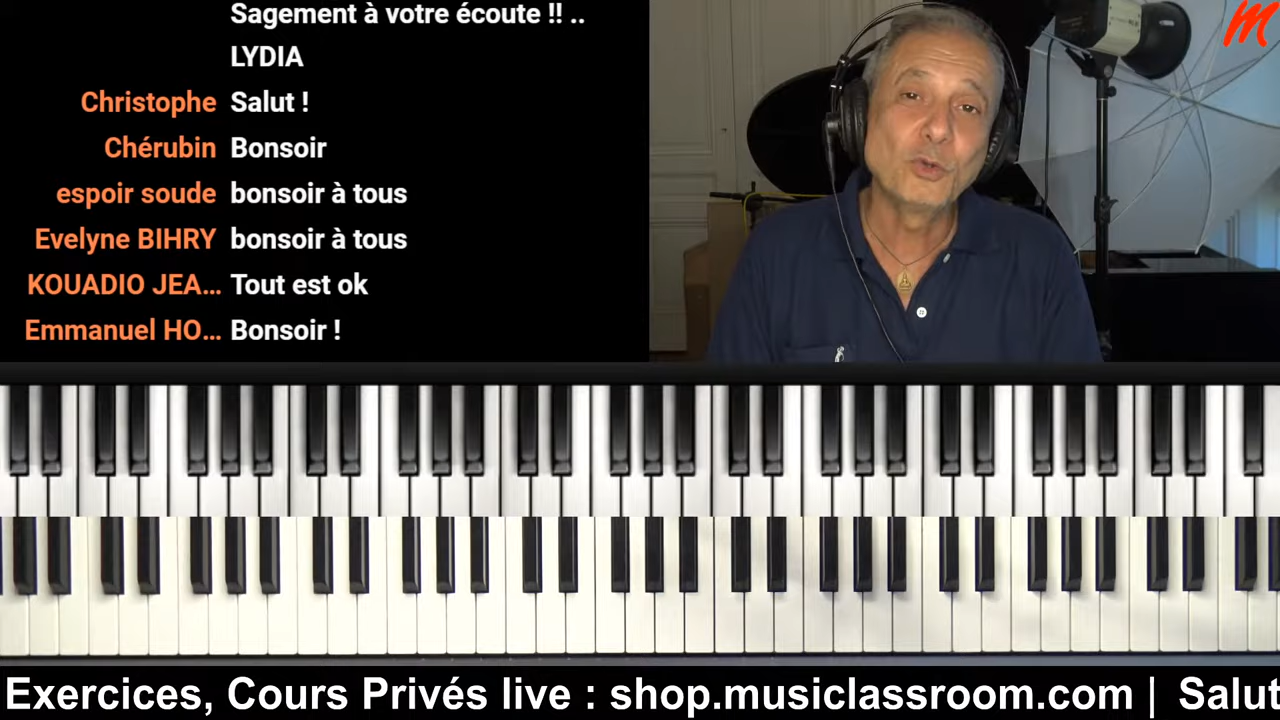 Sagement à votre écoute !! ..
LYDIA
Christophe Salut !
Chérubin Bonsoir
espoir soude bonsoir à tous
Evelyne BIHRY bonsoir à tous
KOUADIO JEA... Tout est ok
Emmanuel HO... Bonsoir !
M
Exercices, Cours Privés live : shop.musiclassroom.com | Salut